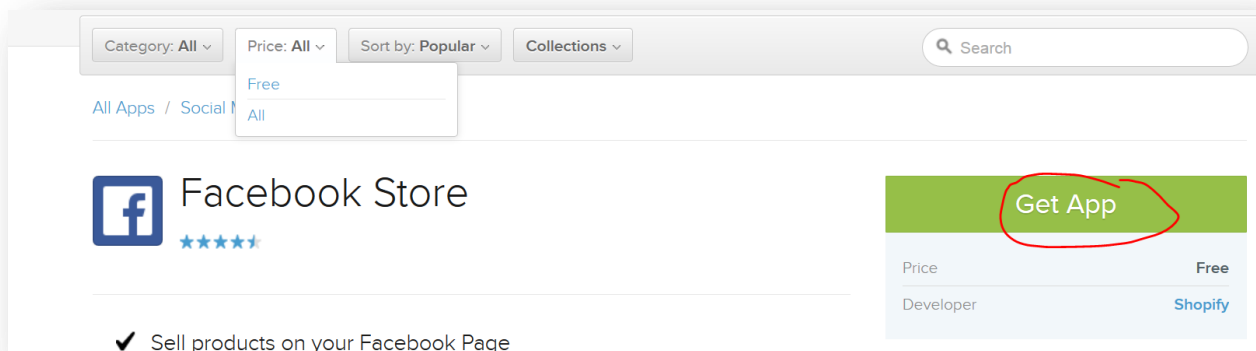 Category: All Price: All Sort by: Popular Collections Search
Free
All
All Apps / Social
Facebook Store
Get App
Price Free
Developer Shopify
Sell products on your Facebook Page